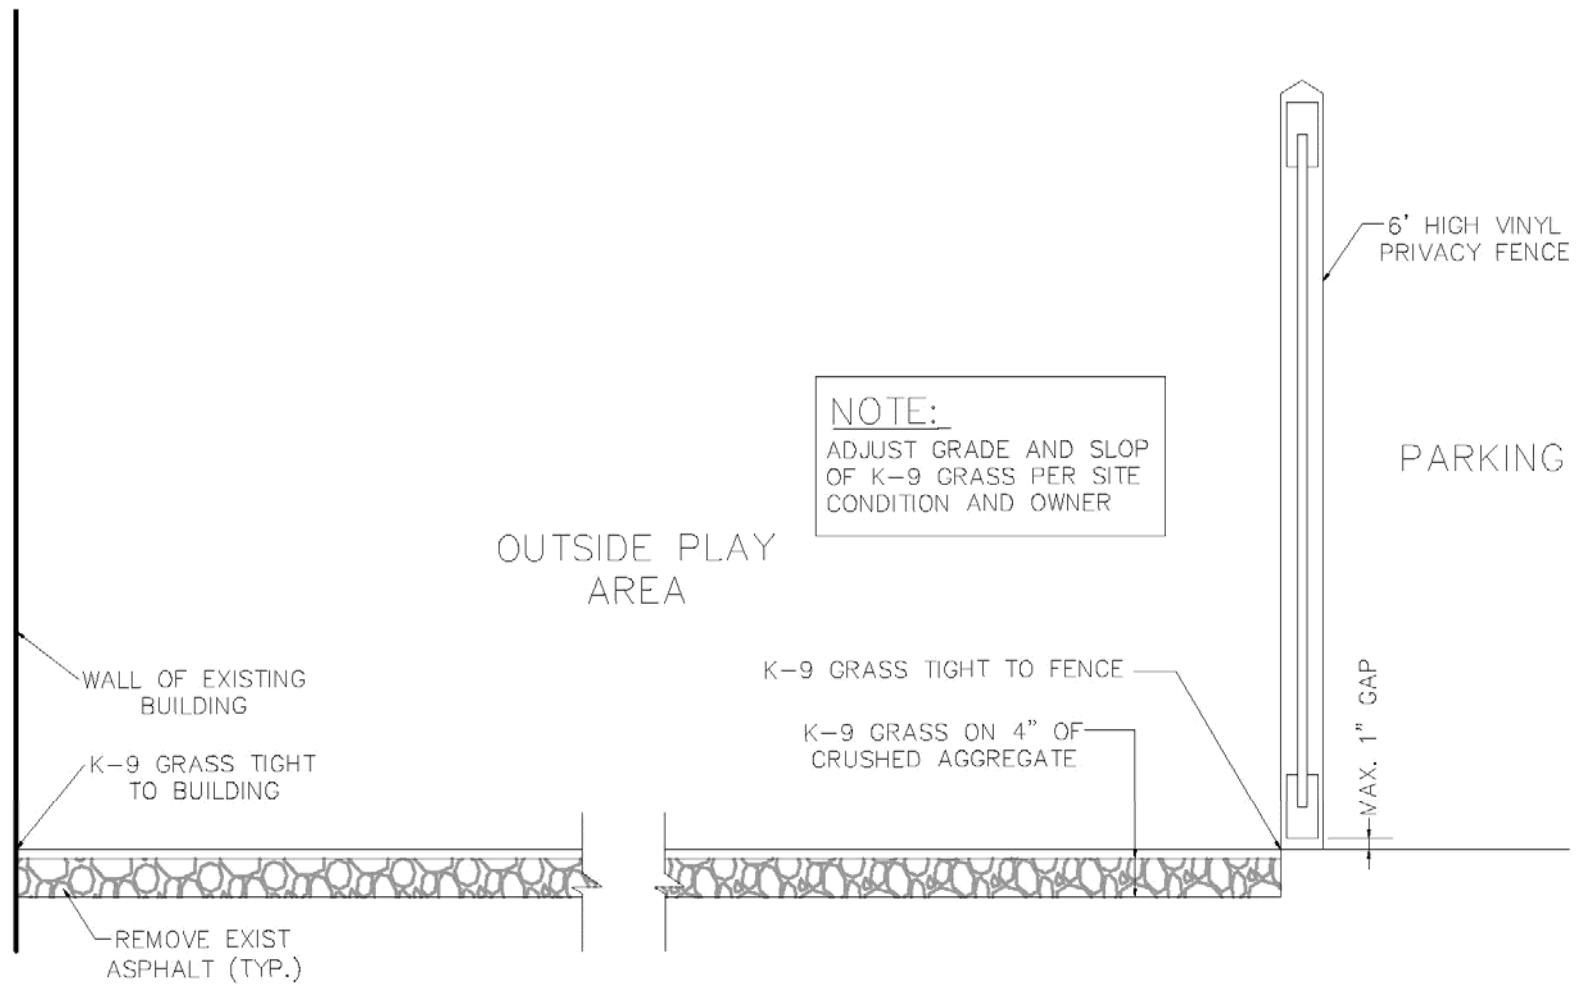 6' HIGH VINYL
PRIVACY FENCE
NOTE:
ADJUST GRADE AND SLOP
OF K-9 GRASS PER SITE
CONDITION AND OWNER
PARKING
OUTSIDE PLAY
AREA
WALL OF EXISTING
BUILDING
K-9 GRASS TIGHT TO FENCE
MAX. 1" GAP
K-9 GRASS ON 4" OF
CRUSHED AGGREGATE
K-9 GRASS TIGHT
TO BUILDING
REMOVE EXIST
ASPHALT (TYP.)